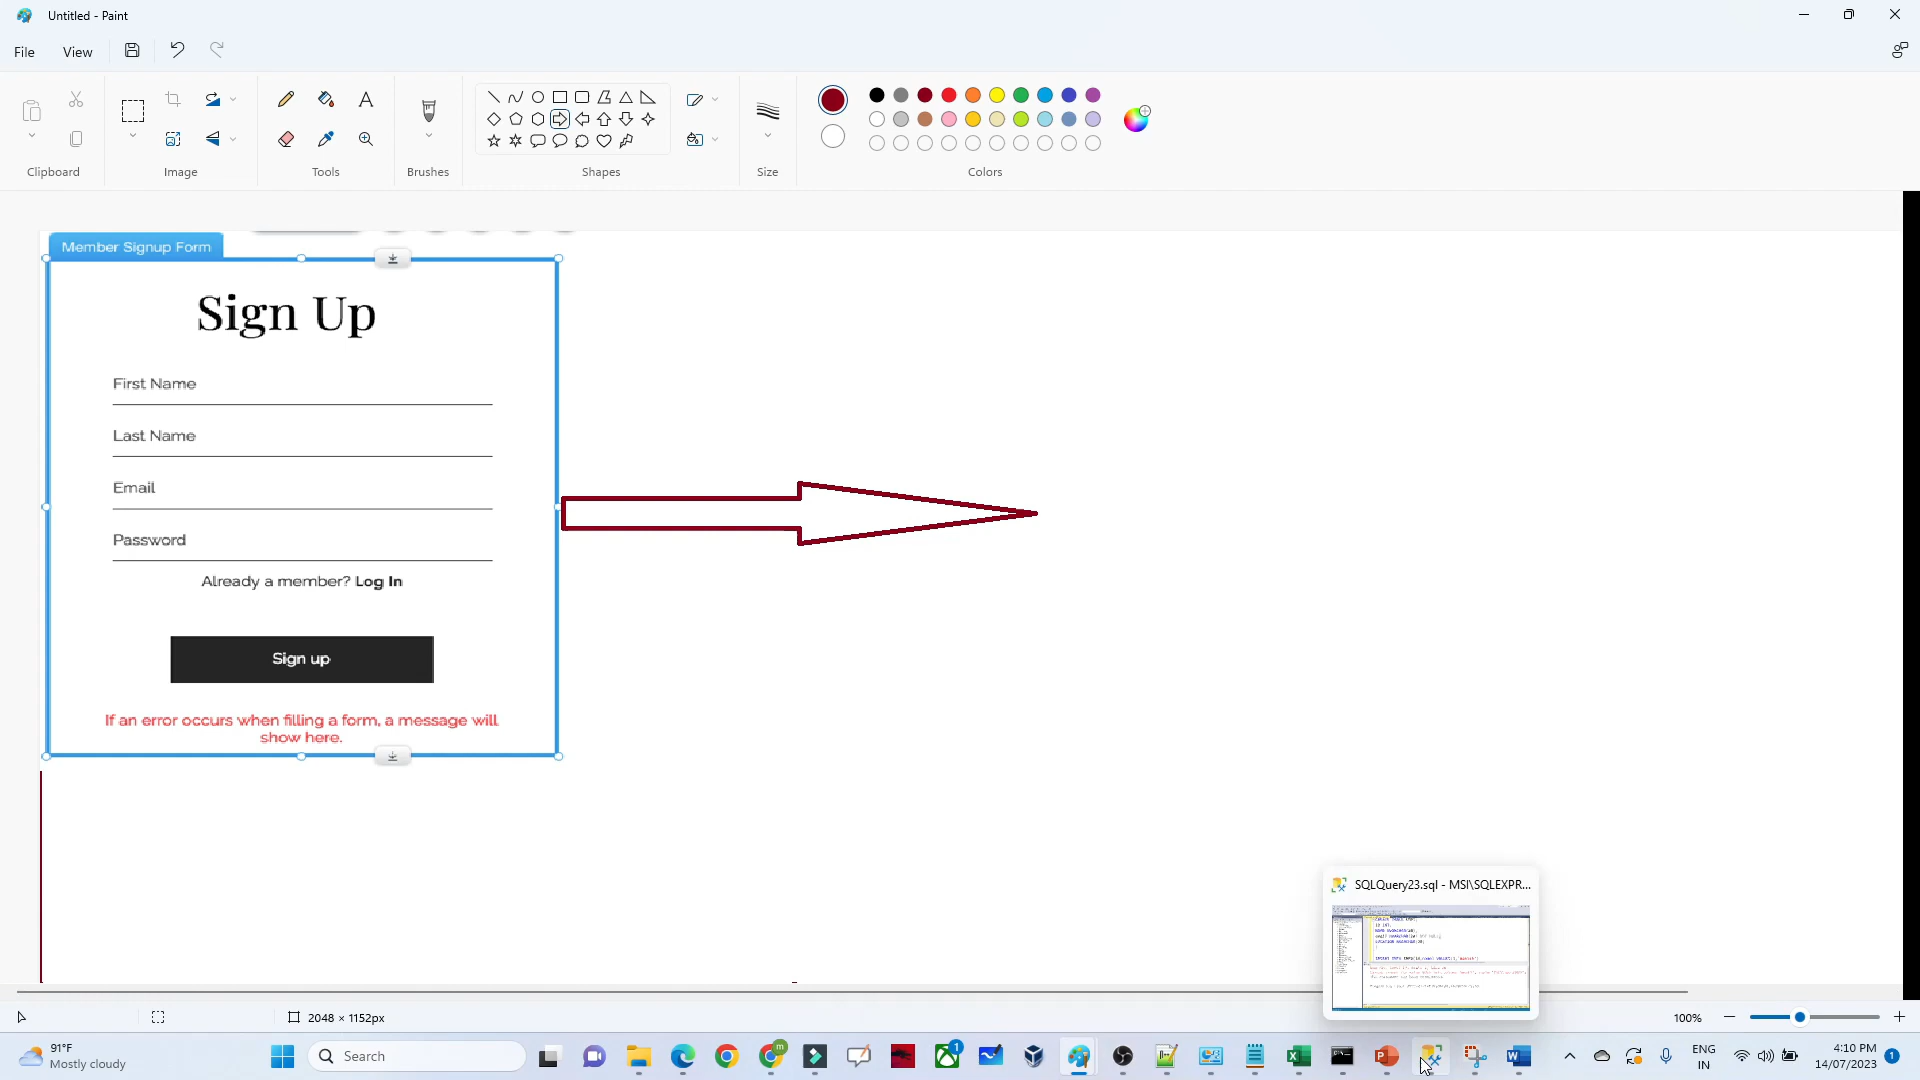 Untitled - Paint
File View
Clipboard
Image
Tools
Brushes
Shapes
Size
Colors
Member Signup Form
Sign Up
First Name
Last Name
Email
Password
Already a member? Log In
Sign up
If an error occurs when filling a form, a message will
show here.
SQLQuery23.sql - MSI\SQLEXPR...
2048 × 1152px
100%
91°F
Mostly cloudy
Search
ENG
IN
4:10 PM
14/07/2023